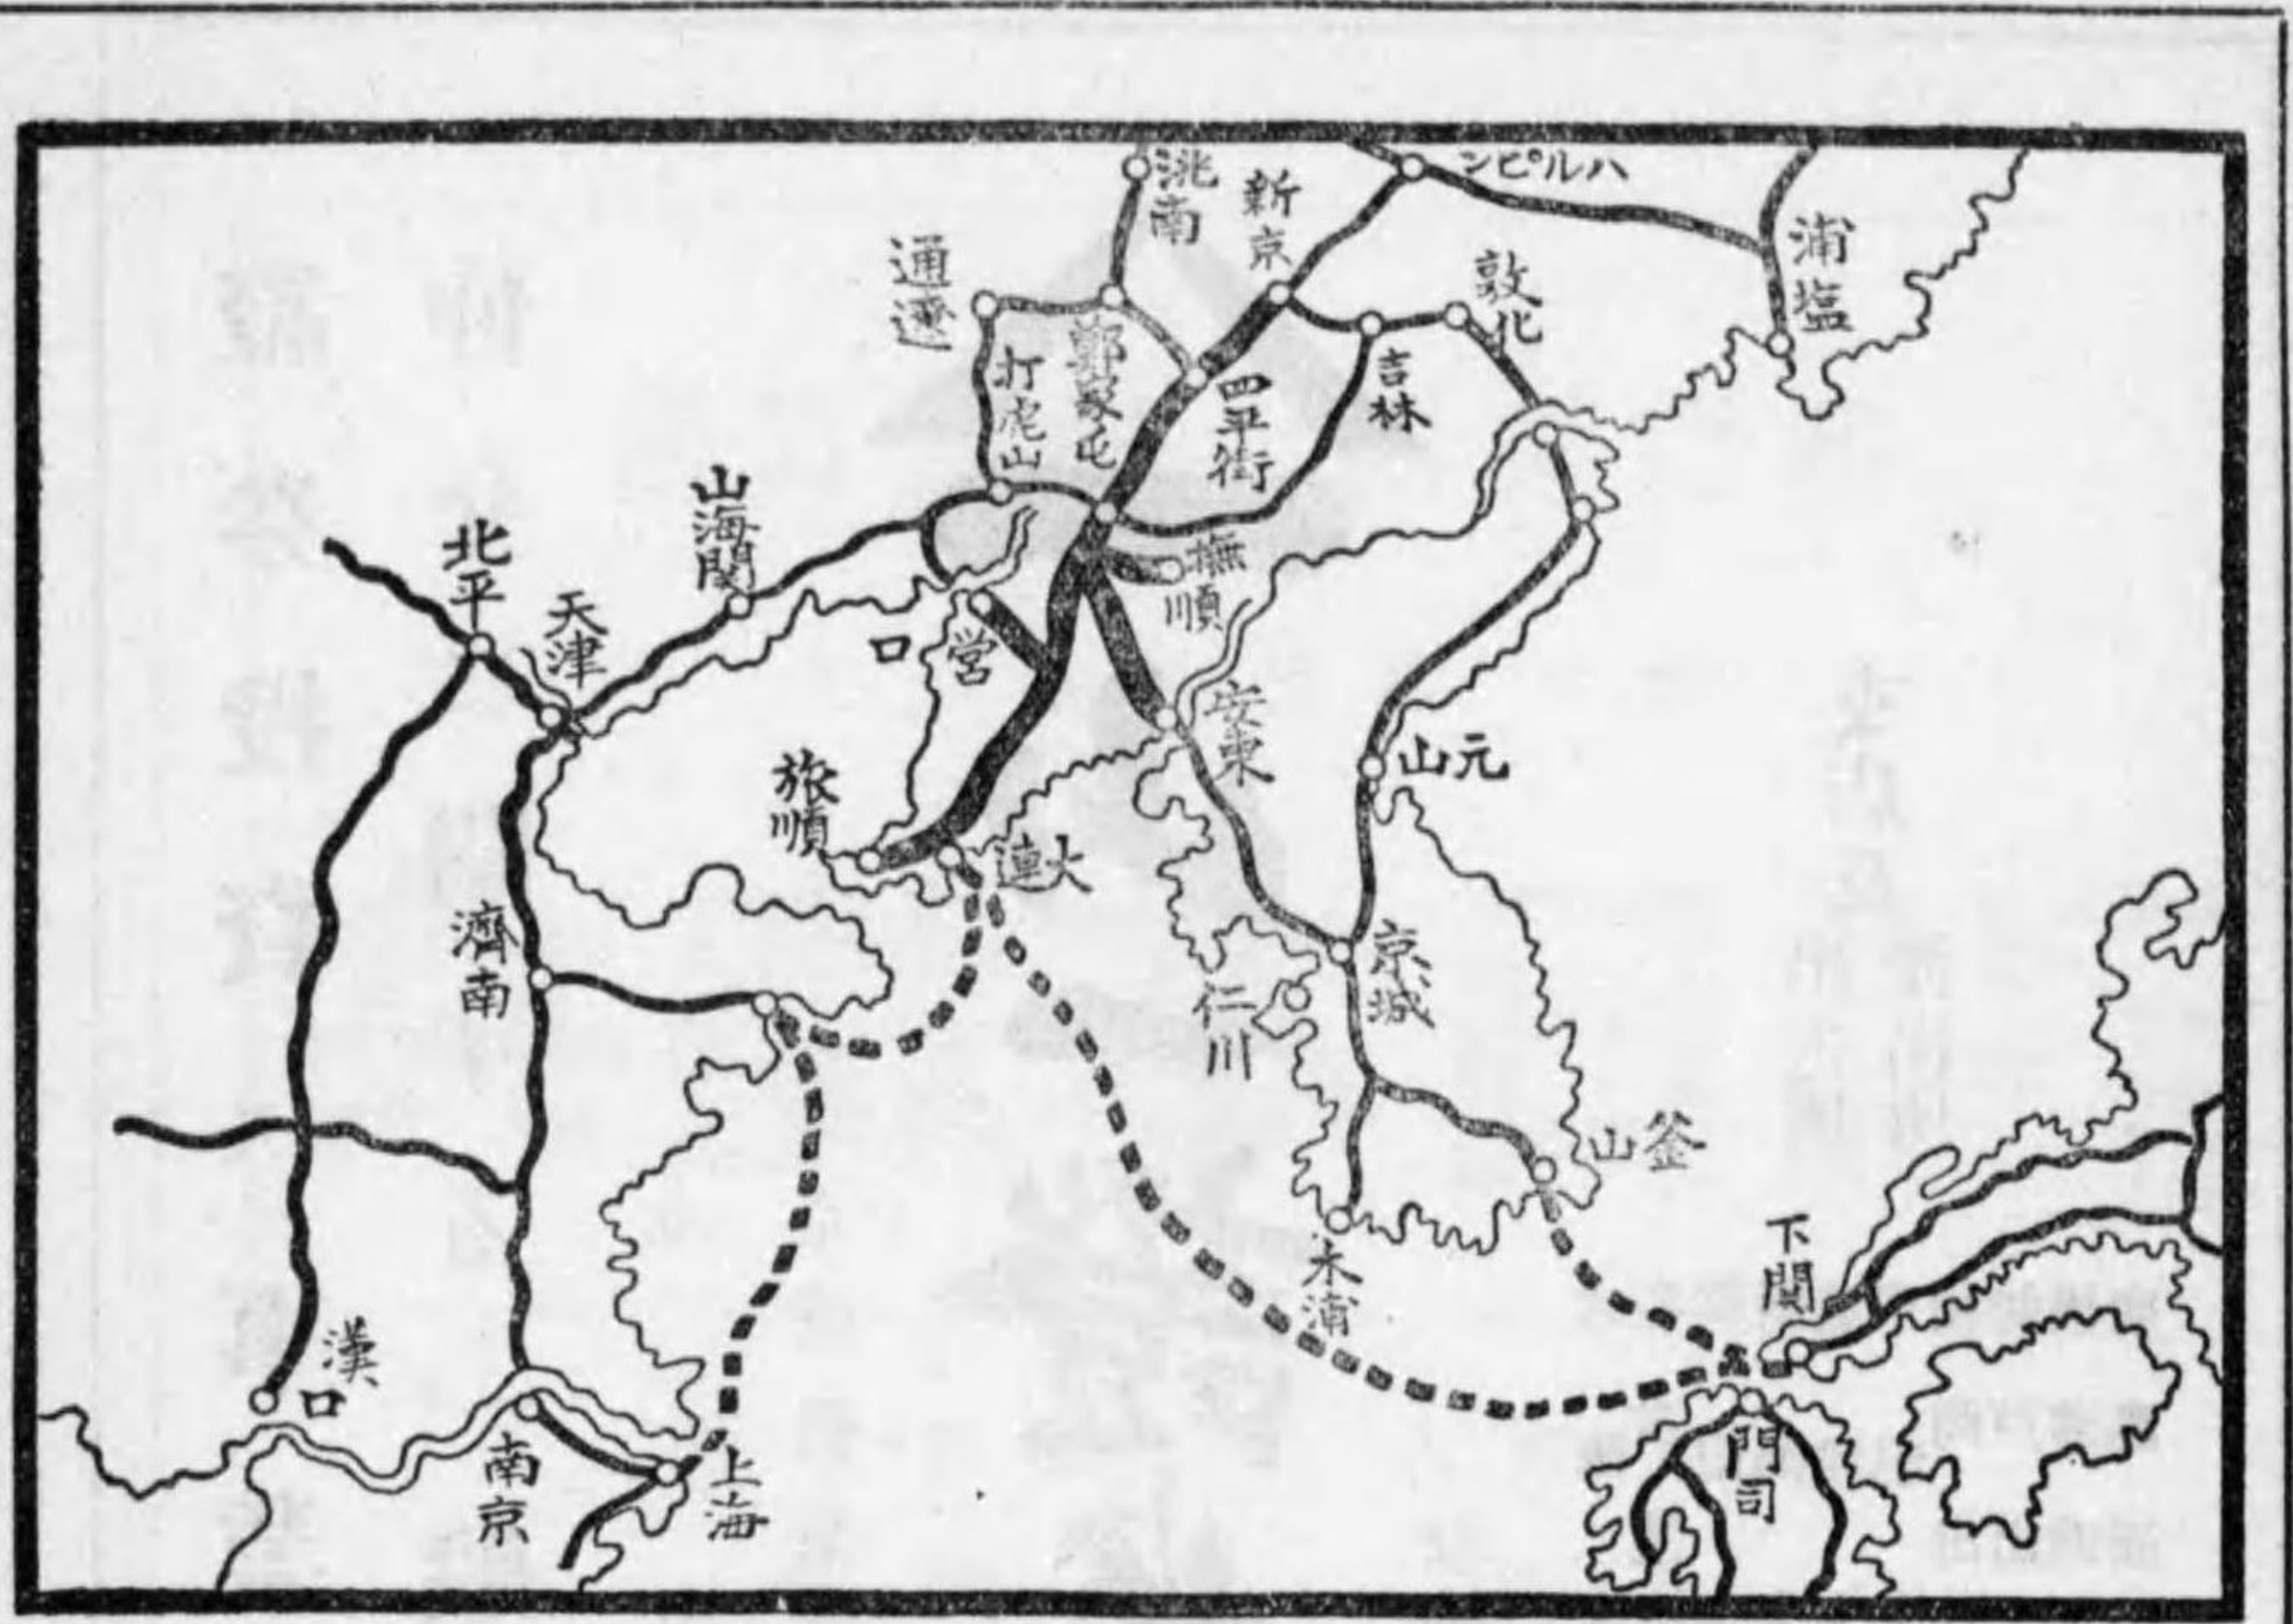 洮南
新京
ハルピン
浦塩
通遼
鄭家屯
打虎山
四平街
敦化
吉林
山海関
北平
天津
撫順
営口
安東
元山
旅順
大連
済南
京城
仁川
釜山
木浦
下関
門司
漢口
南京
上海